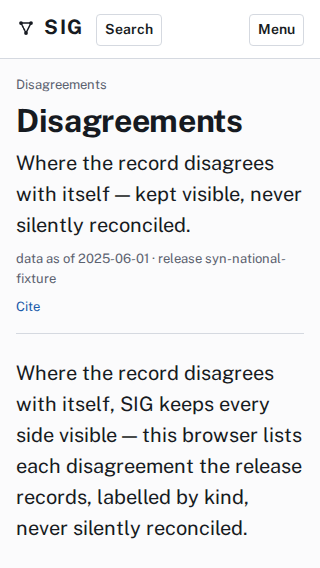 SIG Search Menu
Disagreements
Disagreements
Where the record disagrees
with itself — kept visible, never
silently reconciled.
data as of 2025-06-01 · release syn-national-
fixture
Cite
Where the record disagrees
with itself, SIG keeps every
side visible — this browser lists
each disagreement the release
records, labelled by kind,
never silently reconciled.